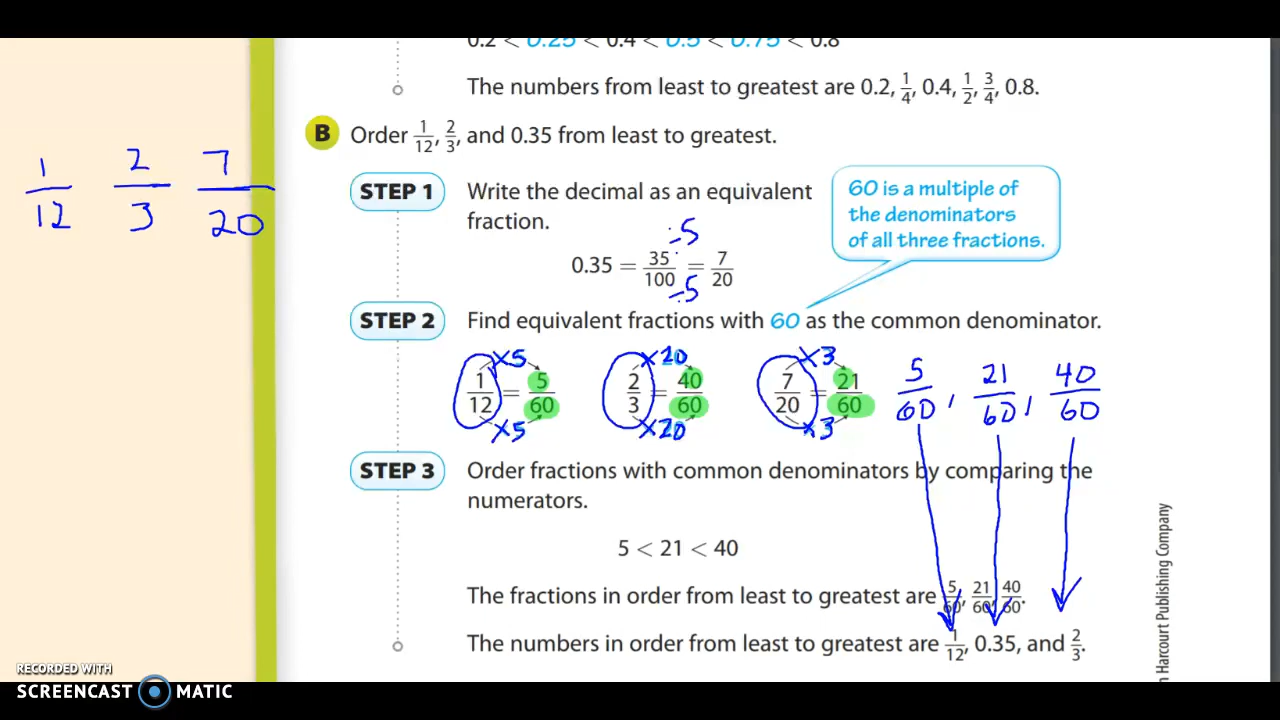 0.2 < 0.25 < 0.4 < 0.5 < 0.75 < 0.8
The numbers from least to greatest are 0.2, 1/4, 0.4, 1/2, 3/4, 0.8.
B Order 1/12, 2/3, and 0.35 from least to greatest.
1/12 2/3 7/20
STEP 1 Write the decimal as an equivalent
fraction.
60 is a multiple of
the denominators
of all three fractions.
÷5
0.35 = 35/100 = 7/20
÷5
STEP 2 Find equivalent fractions with 60 as the common denominator.
×5 ×20 ×3
1/12 = 5/60 2/3 = 40/60 7/20 = 21/60 5/60, 21/60, 40/60
×5 ×20 ×3
STEP 3 Order fractions with common denominators by comparing the
numerators.
5 < 21 < 40
The fractions in order from least to greatest are 5/60, 21/60, 40/60.
The numbers in order from least to greatest are 1/12, 0.35, and 2/3.
n Harcourt Publishing Company
RECORDED WITH
SCREENCAST MATIC